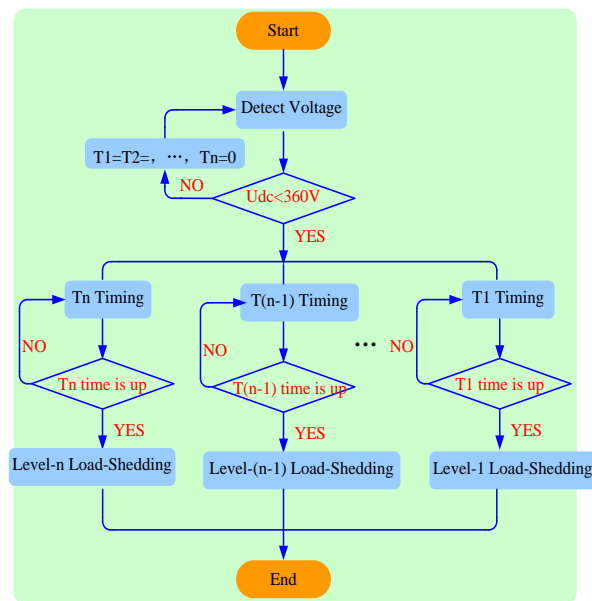 Start
Detect Voltage
T1=T2=，…，Tn=0
NO
Udc<360V
YES
Tn Timing
T(n-1) Timing
T1 Timing
NO
NO
…
NO
Tn time is up
T(n-1) time is up
T1 time is up
YES
YES
YES
Level-n Load-Shedding
Level-(n-1) Load-Shedding
Level-1 Load-Shedding
End